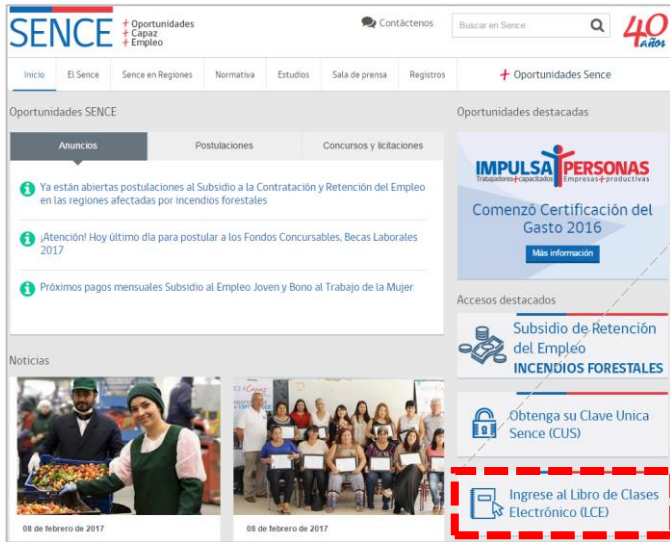 SENCE
+ Oportunidades
+ Capaz
+ Empleo
Contáctenos
Buscar en Sence
40
años
Inicio
El Sence
Sence en Regiones
Normativa
Estudios
Sala de prensa
Registros
+ Oportunidades Sence
Oportunidades SENCE
Anuncios
Postulaciones
Concursos y licitaciones
Ya están abiertas postulaciones al Subsidio a la Contratación y Retención del Empleo
en las regiones afectadas por incendios forestales
¡Atención! Hoy último día para postular a los Fondos Concursables, Becas Laborales
2017
Próximos pagos mensuales Subsidio al Empleo Joven y Bono al Trabajo de la Mujer
Noticias
08 de febrero de 2017
08 de febrero de 2017
Oportunidades destacadas
IMPULSA PERSONAS
Trabajadores+capacitados Empresas+productivas
Comenzó Certificación del
Gasto 2016
Más información
Accesos destacados
Subsidio de Retención
del Empleo
INCENDIOS FORESTALES
Obtenga su Clave Unica
Sence (CUS)
Ingrese al Libro de Clases
Electrónico (LCE)